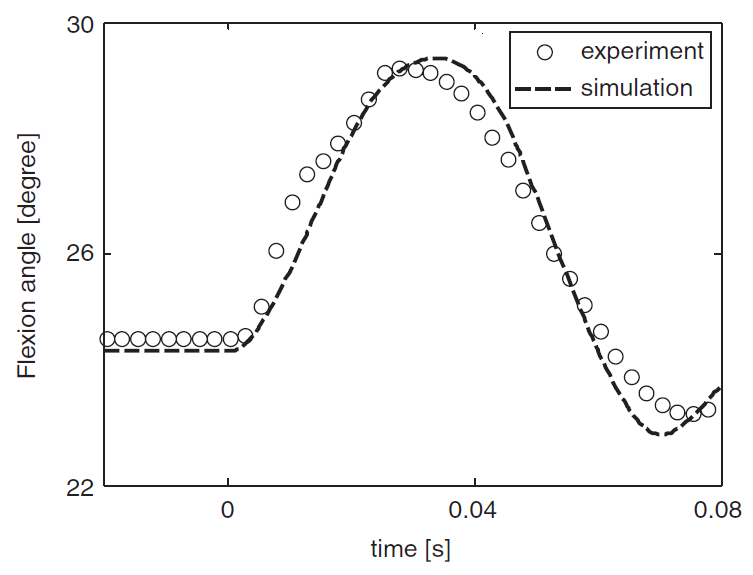 30
experiment
simulation
Flexion angle [degree]
26
22
0
0.04
0.08
time [s]